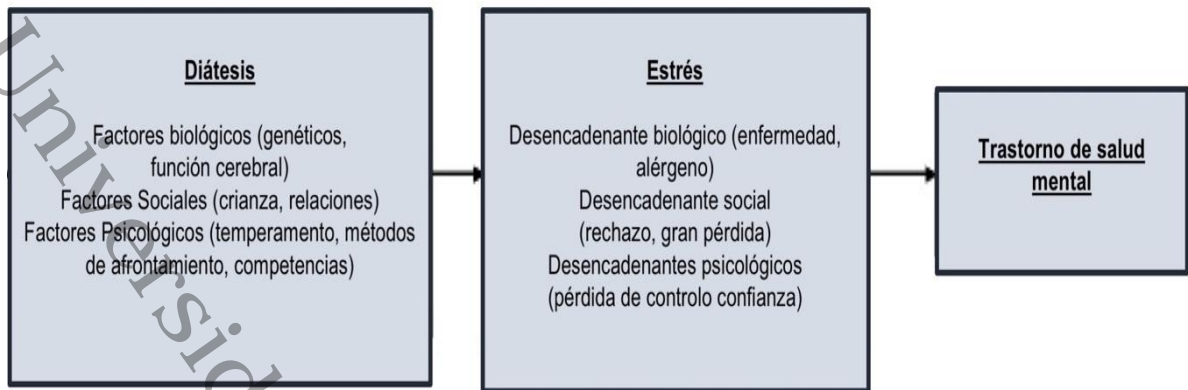 Diátesis
Factores biológicos (genéticos,
función cerebral)
Factores Sociales (crianza, relaciones)
Factores Psicológicos (temperamento, métodos
de afrontamiento, competencias)
Estrés
Desencadenante biológico (enfermedad,
alérgeno)
Desencadenante social
(rechazo, gran pérdida)
Desencadenantes psicológicos
(pérdida de controlo confianza)
Trastorno de salud
mental
Universid